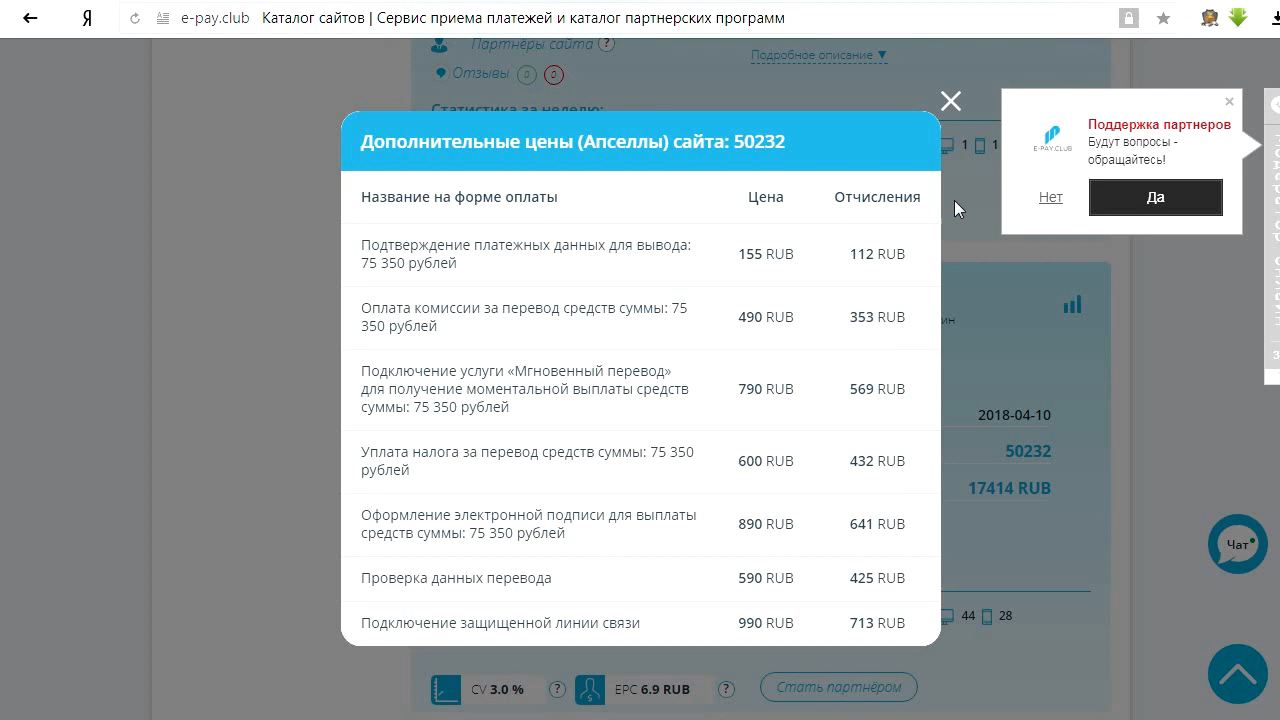 Я
e-pay.club Каталог сайтов | Сервис приема платежей и каталог партнерских программ
Партнёры сайта ?
Подробное описание ▼
Отзывы 0 0
Статистика за неделю:
1 1
Дополнительные цены (Апселлы) сайта: 50232
Название на форме оплаты Цена Отчисления
Подтверждение платежных данных для вывода:
75 350 рублей
155 RUB 112 RUB
Оплата комиссии за перевод средств суммы: 75
350 рублей
490 RUB 353 RUB
Подключение услуги «Мгновенный перевод»
для получение моментальной выплаты средств
суммы: 75 350 рублей
790 RUB 569 RUB
Уплата налога за перевод средств суммы: 75 350
рублей
600 RUB 432 RUB
Оформление электронной подписи для выплаты
средств суммы: 75 350 рублей
890 RUB 641 RUB
Проверка данных перевода 590 RUB 425 RUB
Подключение защищенной линии связи 990 RUB 713 RUB
Поддержка партнеров
Будут вопросы -
обращайтесь!
E-PAY.CLUB
Нет Да
ин
2018-04-10
50232
17414 RUB
Чат
44 28
CV 3.0 % ? EPC 6.9 RUB ? Стать партнёром